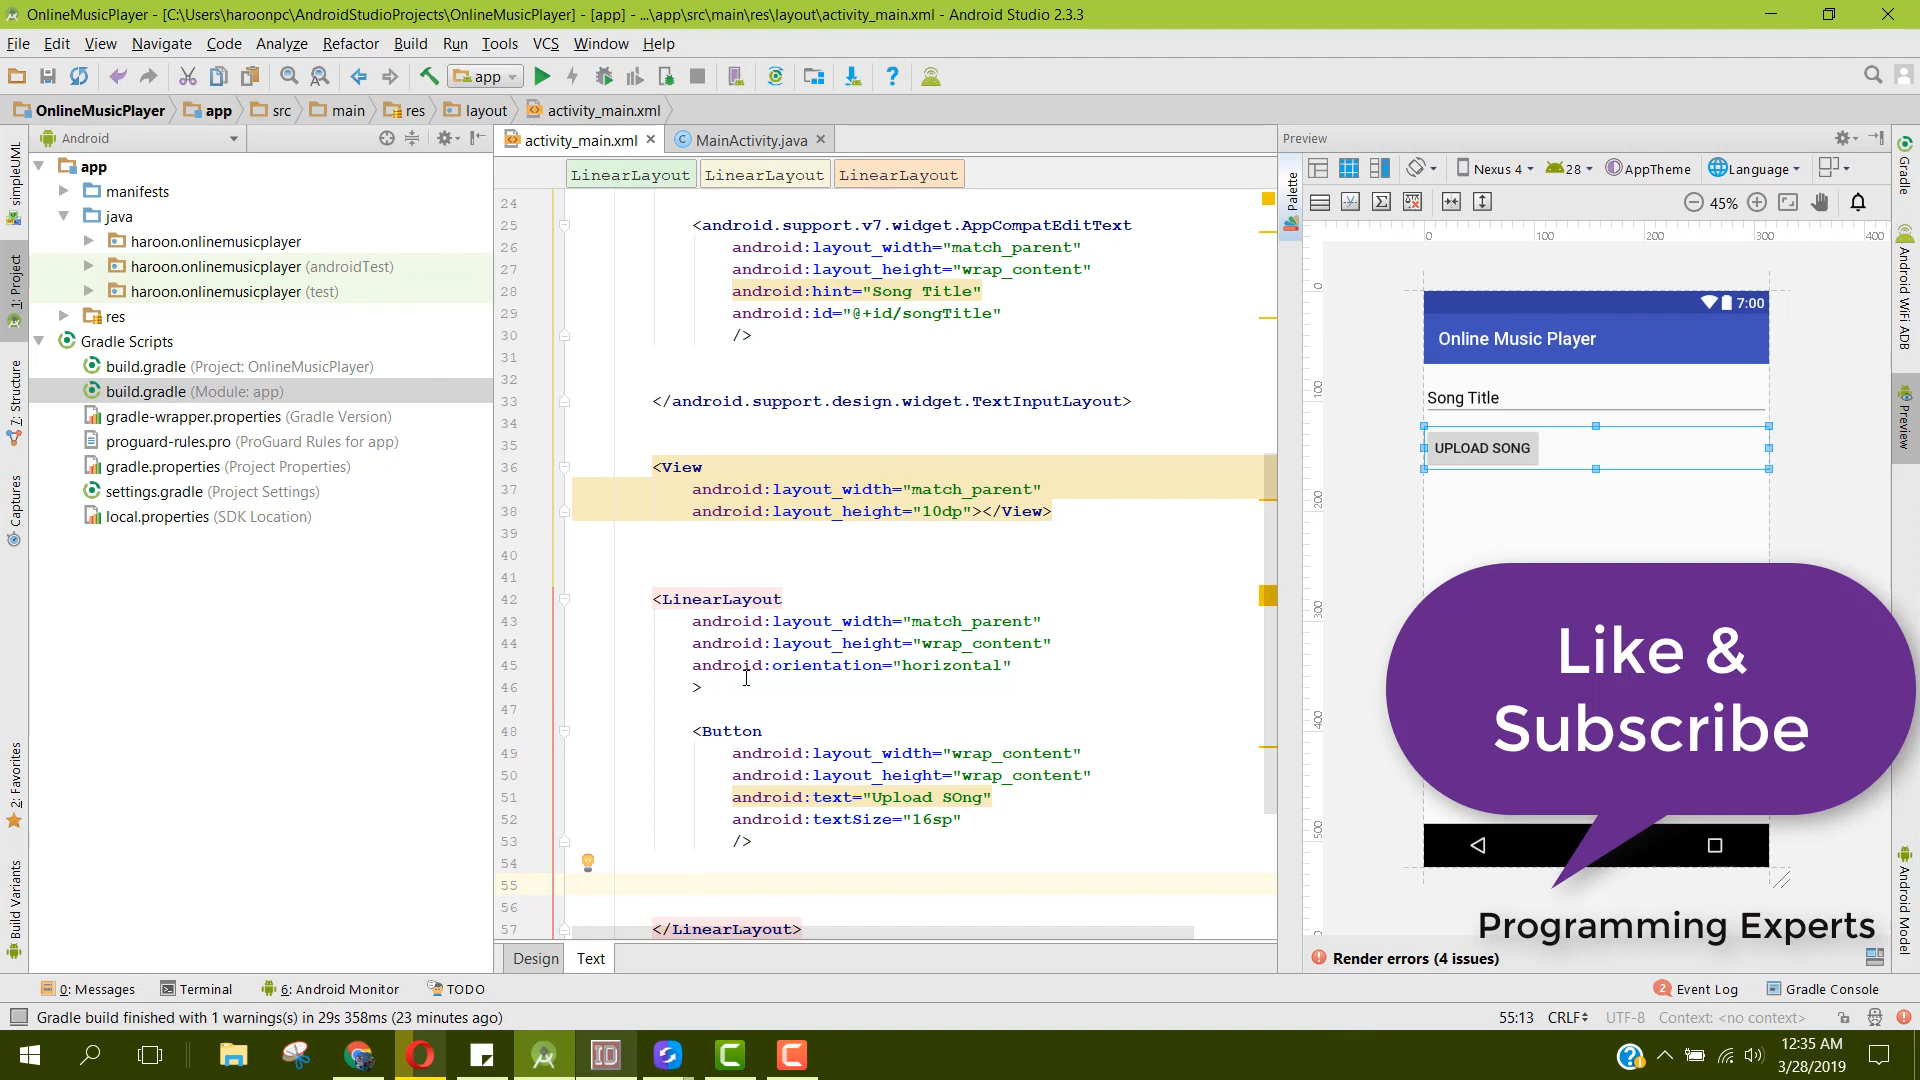 OnlineMusicPlayer - [C:\Users\haroonpc\AndroidStudioProjects\OnlineMusicPlayer] - [app] - ...\app\src\main\res\layout\activity_main.xml - Android Studio 2.3.3
File Edit View Navigate Code Analyze Refactor Build Run Tools VCS Window Help
app
OnlineMusicPlayer app src main res layout activity_main.xml
Android
activity_main.xml MainActivity.java
Preview
LinearLayout LinearLayout LinearLayout
Palette
Nexus 4 28 AppTheme Language
45%
simpleUML
1: Project
7: Structure
Captures
2: Favorites
Build Variants
app
manifests
java
haroon.onlinemusicplayer
haroon.onlinemusicplayer (androidTest)
haroon.onlinemusicplayer (test)
res
Gradle Scripts
build.gradle (Project: OnlineMusicPlayer)
build.gradle (Module: app)
gradle-wrapper.properties (Gradle Version)
proguard-rules.pro (ProGuard Rules for app)
gradle.properties (Project Properties)
settings.gradle (Project Settings)
local.properties (SDK Location)
24
25 <android.support.v7.widget.AppCompatEditText
26 android:layout_width="match_parent"
27 android:layout_height="wrap_content"
28 android:hint="Song Title"
29 android:id="@+id/songTitle"
30 />
31
32
33 </android.support.design.widget.TextInputLayout>
34
35
36 <View
37 android:layout_width="match_parent"
38 android:layout_height="10dp"></View>
39
40
41
42 <LinearLayout
43 android:layout_width="match_parent"
44 android:layout_height="wrap_content"
45 android:orientation="horizontal"
46 >
47
48 <Button
49 android:layout_width="wrap_content"
50 android:layout_height="wrap_content"
51 android:text="Upload SOng"
52 android:textSize="16sp"
53 />
54
55
56
57 </LinearLayout>
Design Text
0 100 200 300 400
0
100
200
300
400
500
7:00
Online Music Player
Song Title
UPLOAD SONG
Like &
Subscribe
Programming Experts
Render errors (4 issues)
Gradle
Android WiFi ADB
Preview
Android Model
0: Messages Terminal 6: Android Monitor TODO
2 Event Log Gradle Console
Gradle build finished with 1 warnings(s) in 29s 358ms (23 minutes ago)
55:13 CRLF UTF-8 Context: <no context>
12:35 AM
3/28/2019